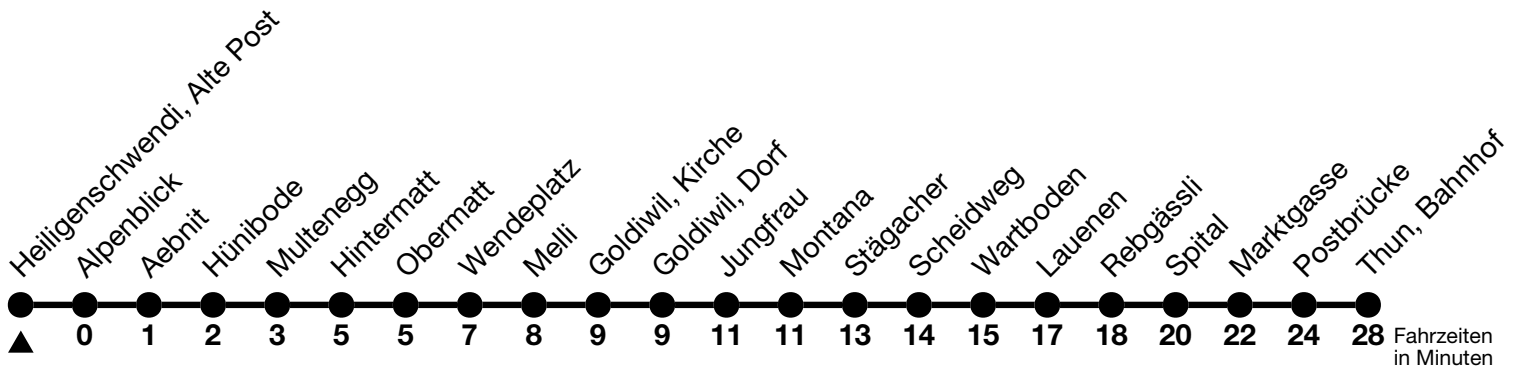 Heiligenschwendi, Alte Post
Alpenblick
Aebnit
Hünibode
Multenegg
Hintermatt
Obermatt
Wendeplatz
Melli
Goldiwil, Kirche
Goldiwil, Dorf
Jungfrau
Montana
Stägacher
Scheidweg
Wartboden
Lauenen
Rebgässli
Spital
Marktgasse
Postbrücke
Thun, Bahnhof
0 1 2 3 5 5 7 8 9 9 11 11 13 14 15 17 18 20 22 24 28 Fahrzeiten
in Minuten